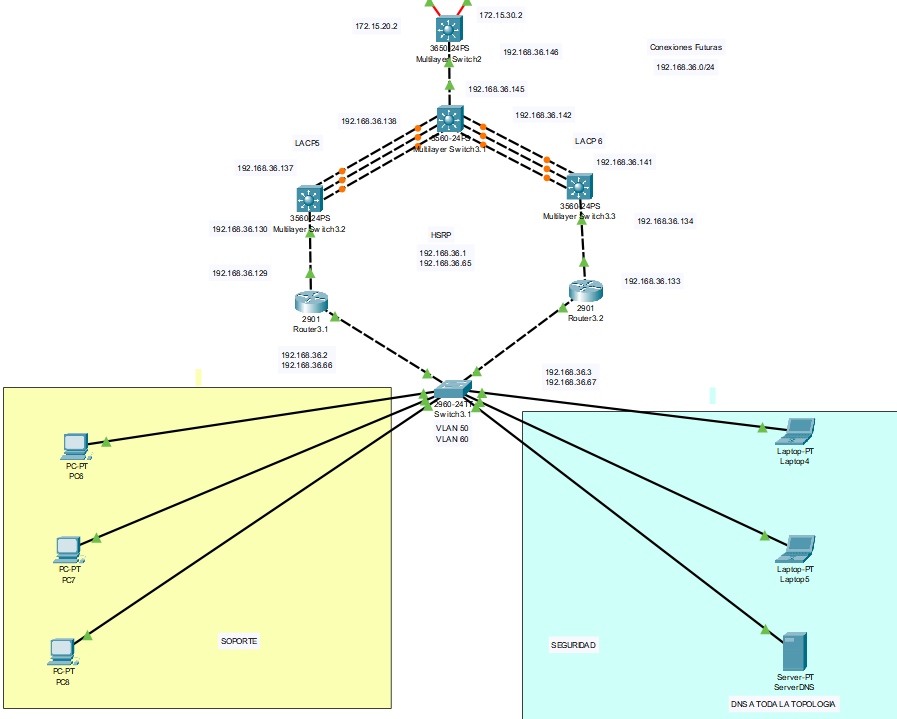 172.15.20.2
172.15.30.2
3650-24PS
Multilayer Switch2
192.168.36.146
Conexiones Futuras
192.168.36.0/24
192.168.36.145
192.168.36.138
192.168.36.142
3560-24PS
Multilayer Switch3.1
LACP5
LACP 6
192.168.36.137
192.168.36.141
3560-24PS
Multilayer Switch3.2
3560-24PS
Multilayer Switch3.3
192.168.36.130
192.168.36.134
HSRP
192.168.36.1
192.168.36.65
192.168.36.129
192.168.36.133
2901
Router3.1
2901
Router3.2
192.168.36.2
192.168.36.66
192.168.36.3
192.168.36.67
2960-24TT
Switch3.1
VLAN 50
VLAN 60
PC-PT
PC6
Laptop-PT
Laptop4
PC-PT
PC7
Laptop-PT
Laptop5
SOPORTE
SEGURIDAD
PC-PT
PC8
Server-PT
ServerDNS
DNS A TODA LA TOPOLOGIA